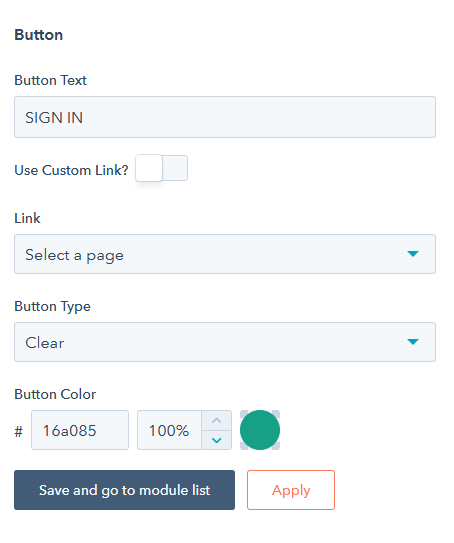 Button
Button Text
SIGN IN
Use Custom Link?
Link
Select a page
Button Type
Clear
Button Color
# 16a085 100%
Save and go to module list Apply